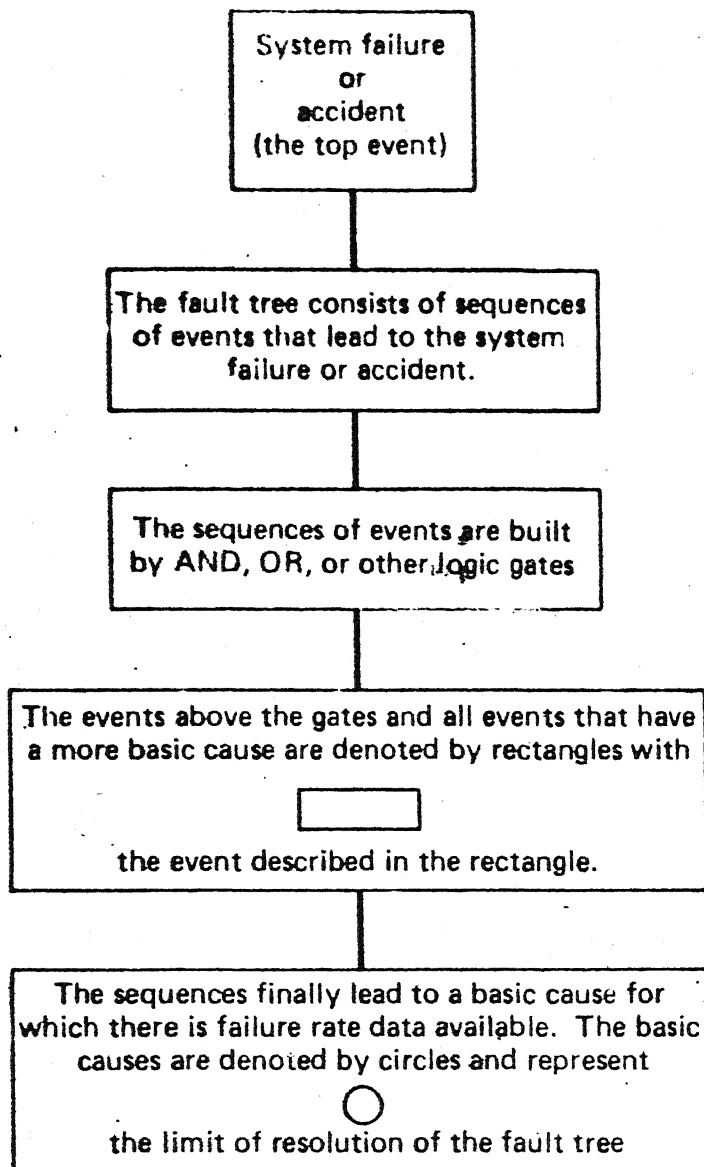 System failure
or
accident
(the top event)
The fault tree consists of sequences
of events that lead to the system
failure or accident.
The sequences of events are built
by AND, OR, or other logic gates
The events above the gates and all events that have
a more basic cause are denoted by rectangles with
the event described in the rectangle.
The sequences finally lead to a basic cause for
which there is failure rate data available. The basic
causes are denoted by circles and represent
the limit of resolution of the fault tree